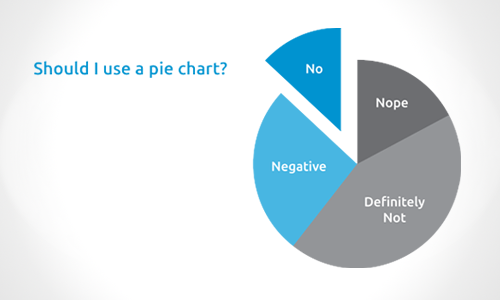 Should I use a pie chart?
No
Nope
Negative
Definitely
Not